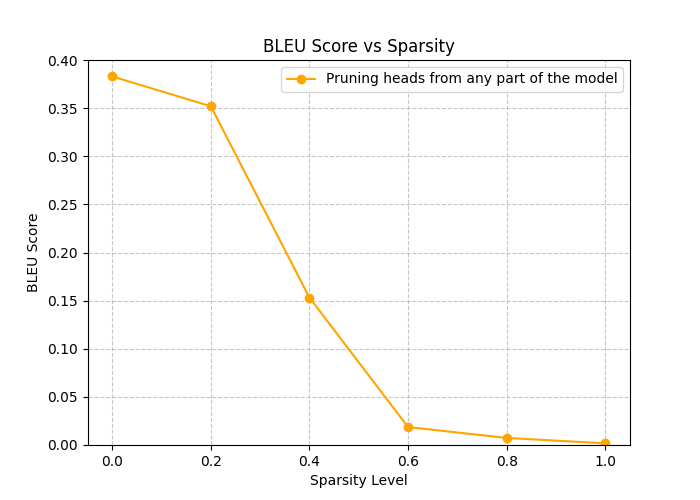 BLEU Score vs Sparsity
Pruning heads from any part of the model
BLEU Score
0.40
0.35
0.30
0.25
0.20
0.15
0.10
0.05
0.00
0.0 0.2 0.4 0.6 0.8 1.0
Sparsity Level